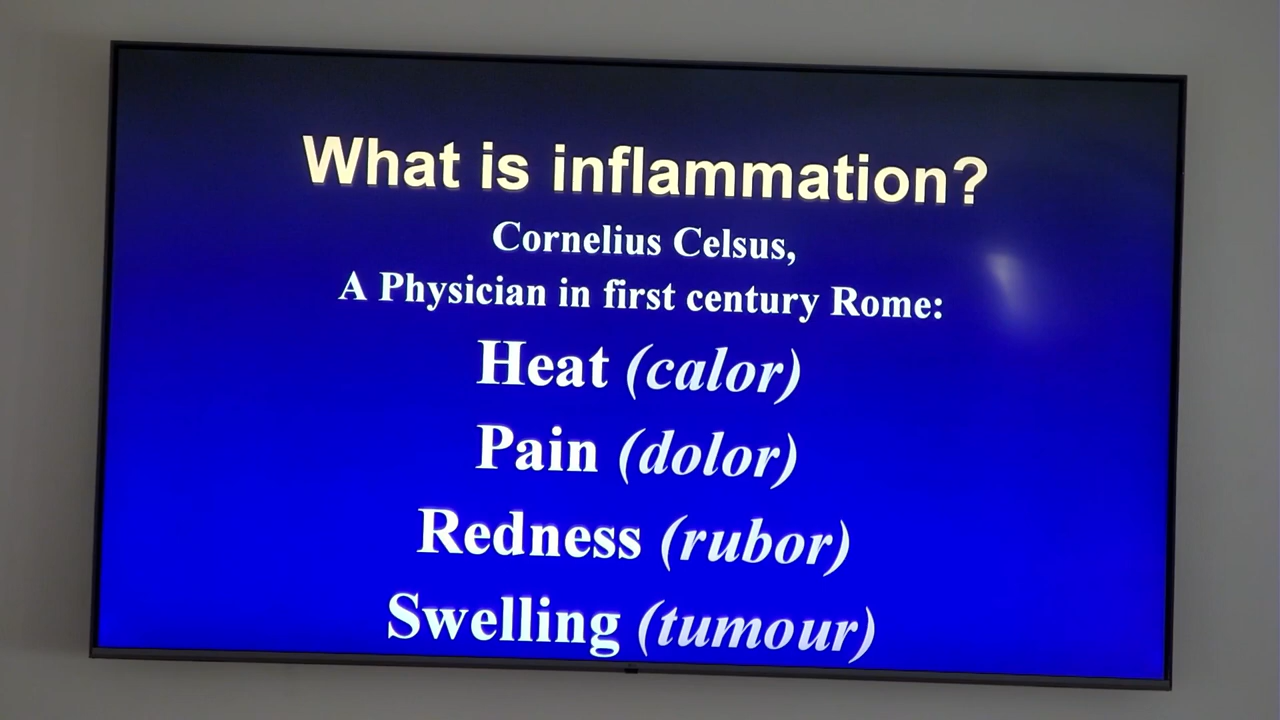 What is inflammation?
Cornelius Celsus,
A Physician in first century Rome:
Heat (calor)
Pain (dolor)
Redness (rubor)
Swelling (tumour)